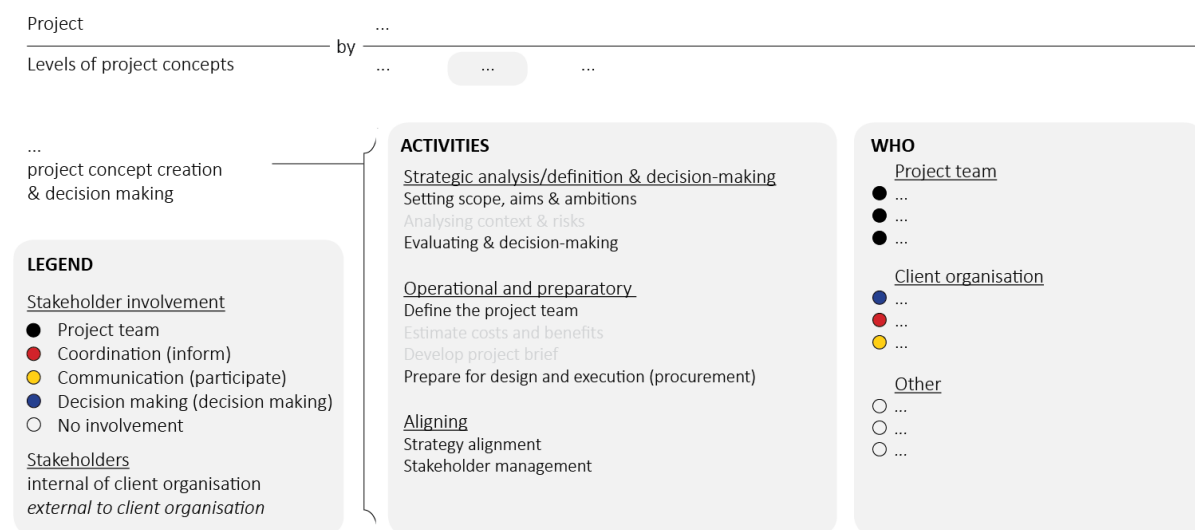 Project ...
by
Levels of project concepts ... ... ...
...
project concept creation
& decision making
LEGEND
Stakeholder involvement
Project team
Coordination (inform)
Communication (participate)
Decision making (decision making)
No involvement
Stakeholders
internal of client organisation
external to client organisation
ACTIVITIES
Strategic analysis/definition & decision-making
Setting scope, aims & ambitions
Analysing context & risks
Evaluating & decision-making
Operational and preparatory
Define the project team
Estimate costs and benefits
Develop project brief
Prepare for design and execution (procurement)
Aligning
Strategy alignment
Stakeholder management
WHO
Project team
...
...
...
Client organisation
...
...
...
Other
...
...
...